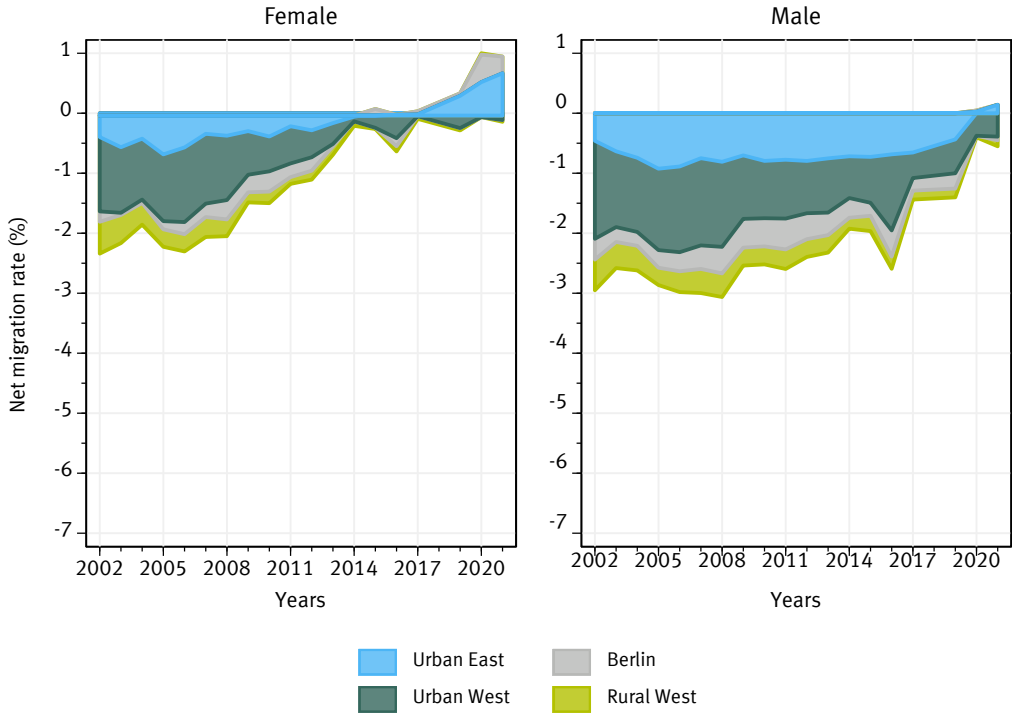 Female
Male
Net migration rate (%)
1
0
-1
-2
-3
-4
-5
-6
-7
2002 2005 2008 2011 2014 2017 2020
Years
1
0
-1
-2
-3
-4
-5
-6
-7
2002 2005 2008 2011 2014 2017 2020
Years
Urban East
Berlin
Urban West
Rural West